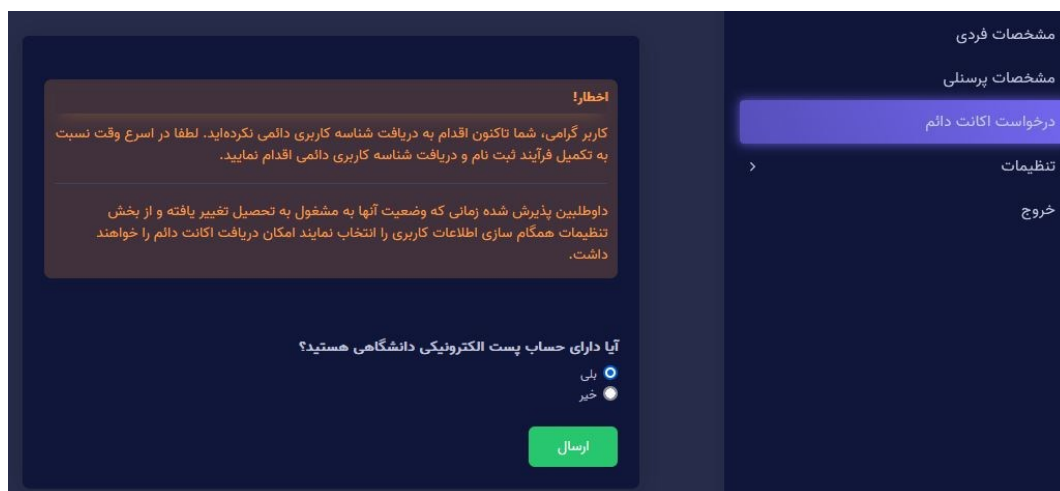 مشخصات فردی
مشخصات پرسنلی
درخواست اکانت دائم
تنظیمات
خروج
اخطار!
کاربر گرامی، شما تاکنون اقدام به دریافت شناسه کاربری دائمی نکرده‌اید. لطفا در اسرع وقت نسبت
به تکمیل فرآیند ثبت نام و دریافت شناسه کاربری دائمی اقدام نمایید.
داوطلبین پذیرش شده زمانی که وضعیت آنها به مشغول به تحصیل تغییر یافته و از بخش
تنظیمات همگام سازی اطلاعات کاربری را انتخاب نمایند امکان دریافت اکانت دائم را خواهند
داشت.
آیا دارای حساب پست الکترونیکی دانشگاهی هستید؟
بلی
خیر
ارسال